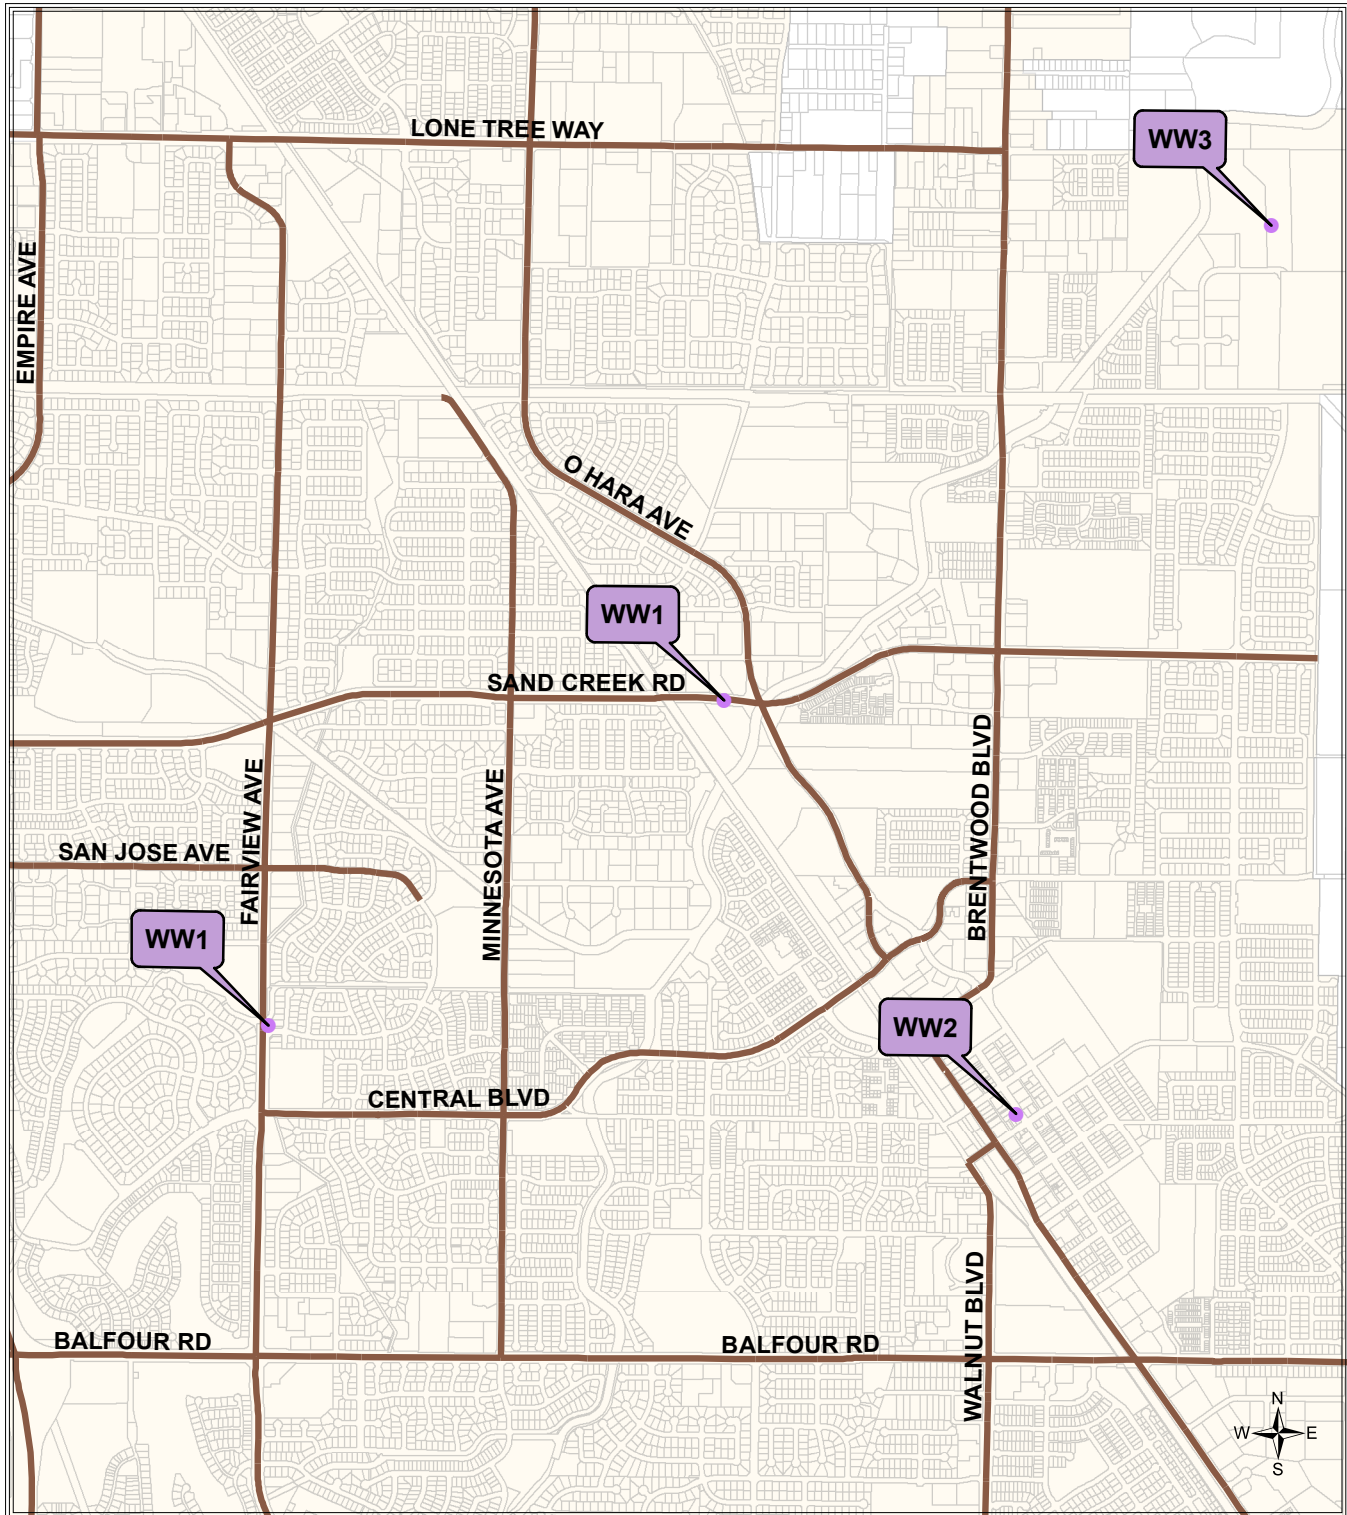 LONE TREE WAY
WW3
EMPIRE AVE
O HARA AVE
WW1
SAND CREEK RD
BRENTWOOD BLVD
FAIRVIEW AVE
MINNESOTA AVE
SAN JOSE AVE
WW1
WW2
CENTRAL BLVD
WALNUT BLVD
BALFOUR RD
BALFOUR RD
N
W
E
S